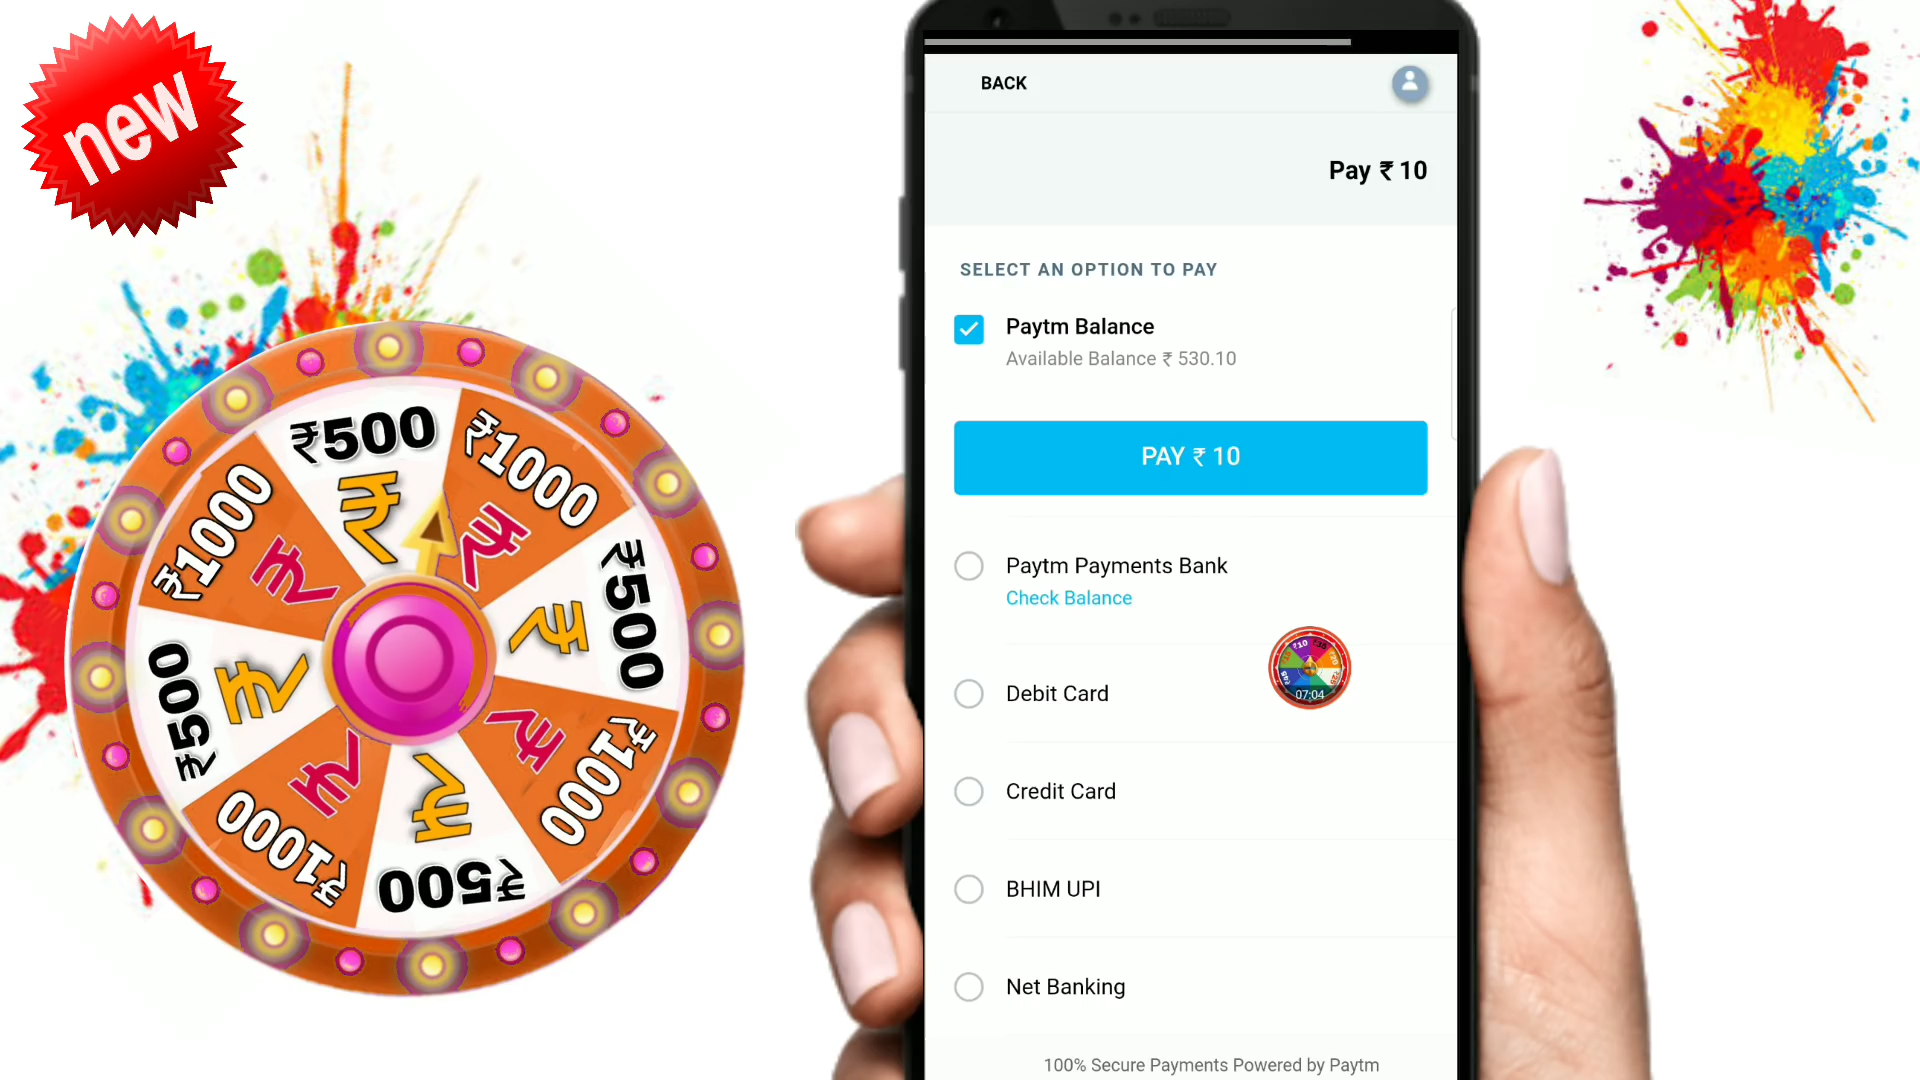 new
₹500
₹1000
₹500
₹1000
₹500
₹1000
₹500
₹1000
BACK
Pay ₹ 10
SELECT AN OPTION TO PAY
Paytm Balance
Available Balance ₹ 530.10
PAY ₹ 10
Paytm Payments Bank
Check Balance
07:04
Debit Card
Credit Card
BHIM UPI
Net Banking
100% Secure Payments Powered by Paytm